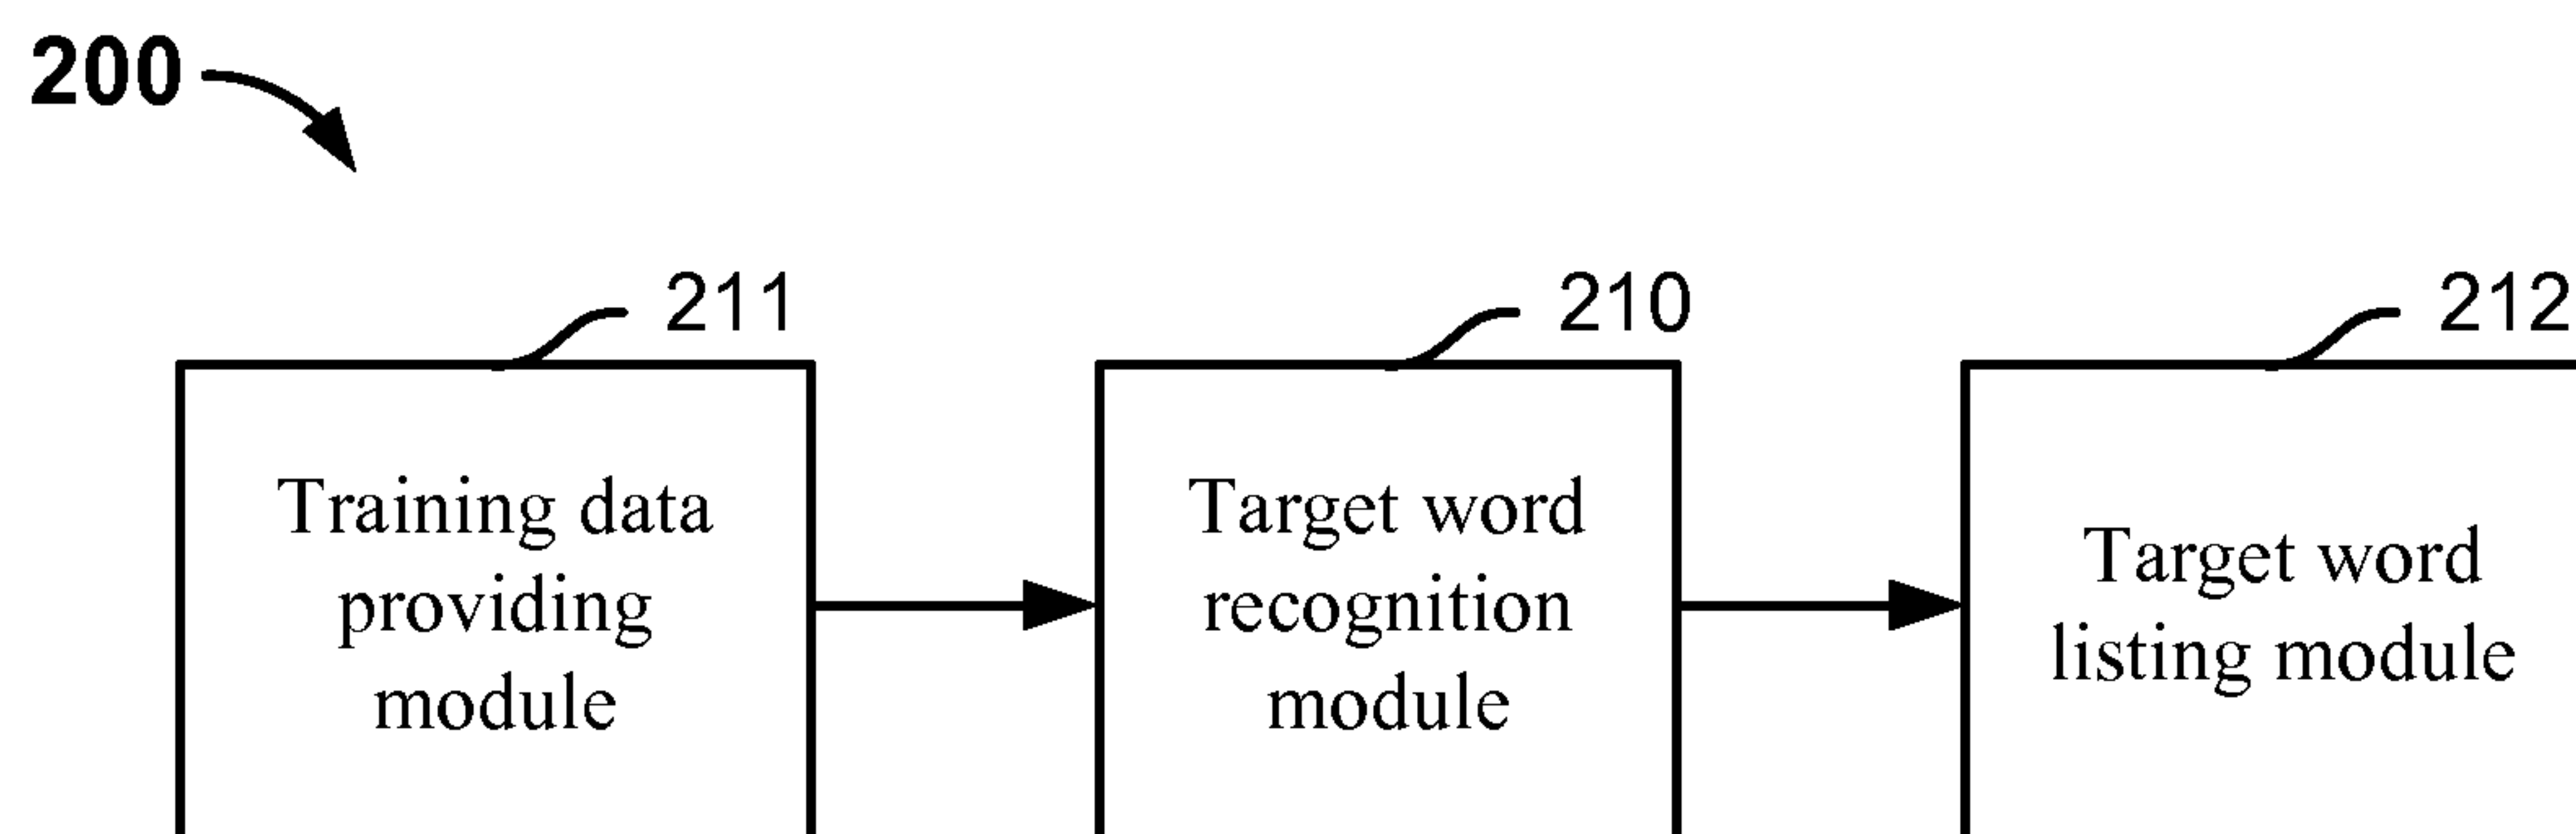 200
211
210
212
Training data
providing
module
Target word
recognition
module
Target word
listing module